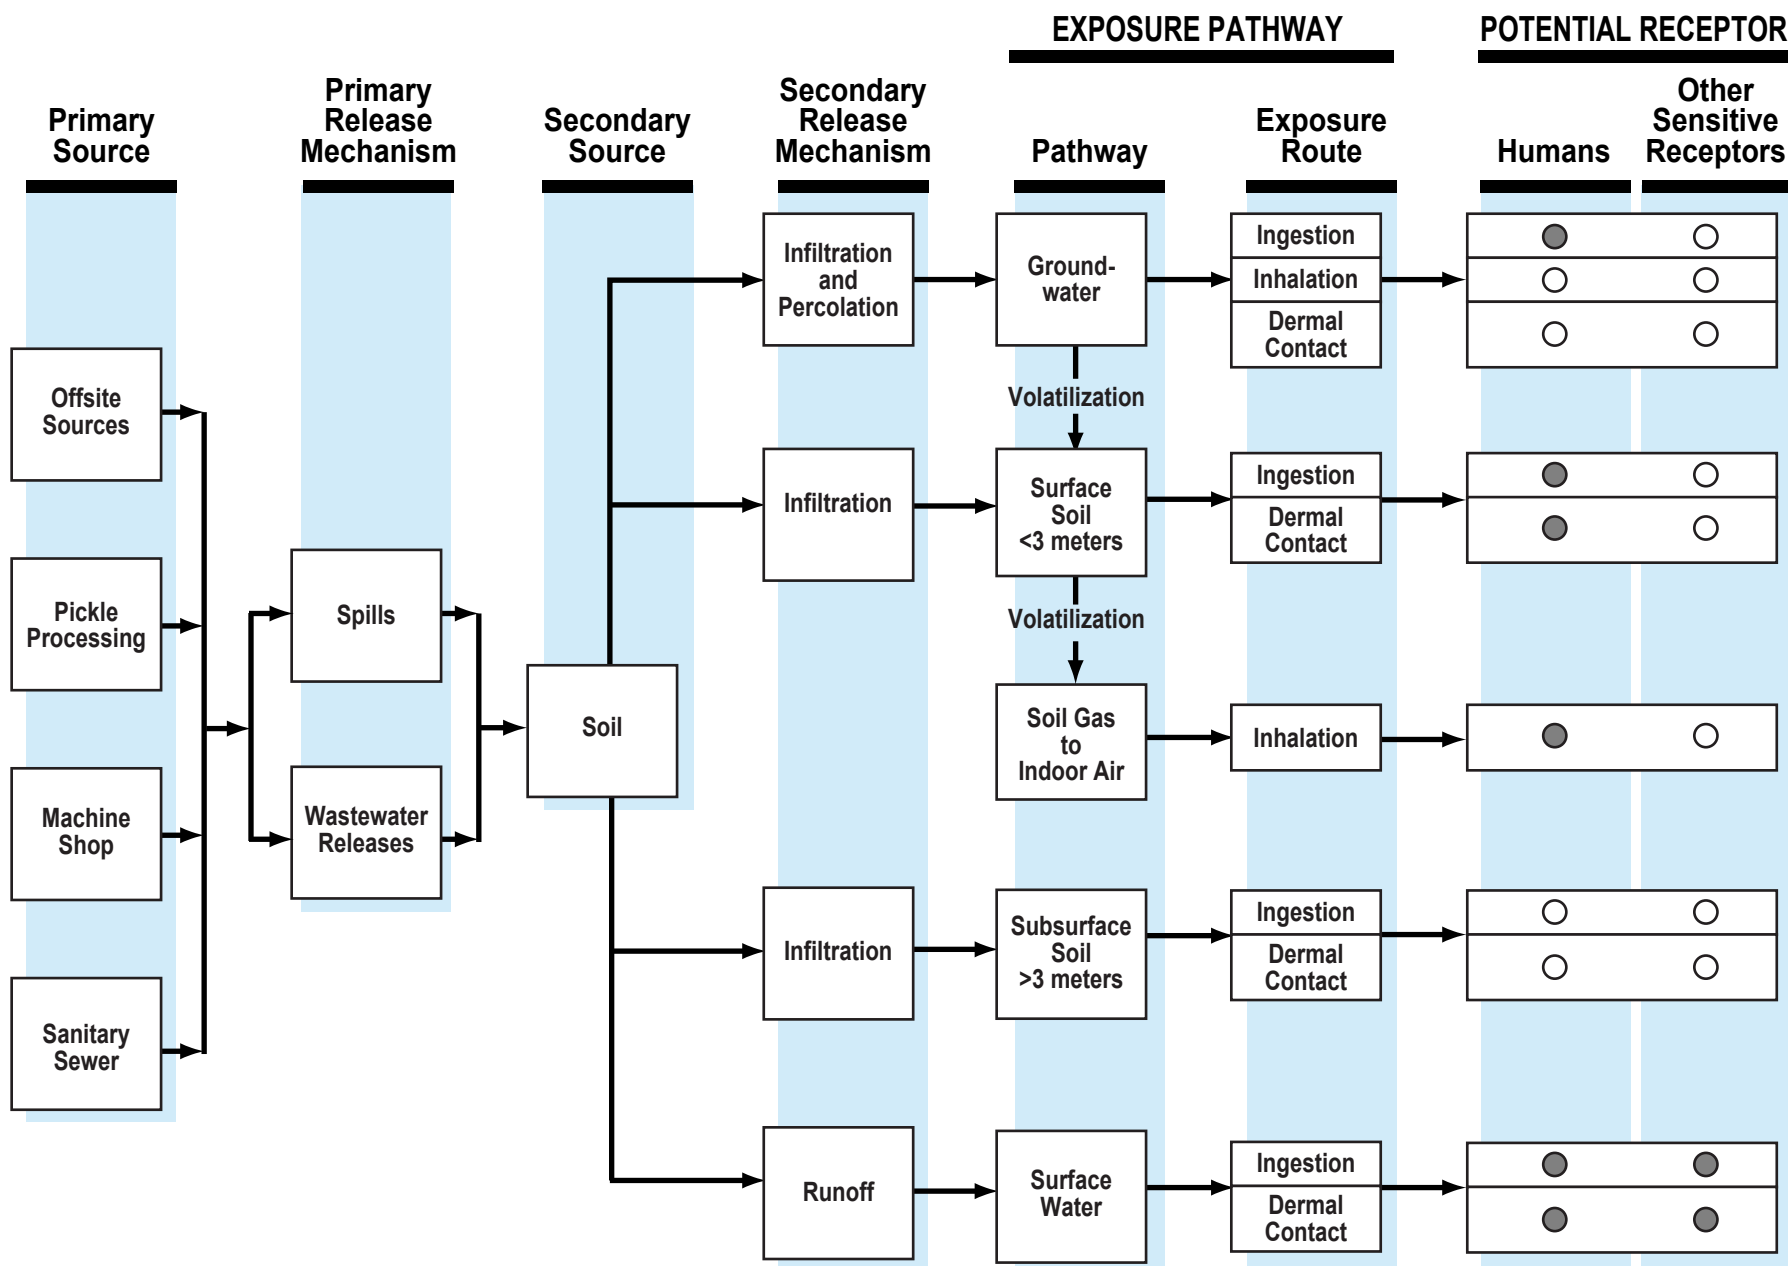 EXPOSURE PATHWAY
POTENTIAL RECEPTOR
Primary
Source
Primary
Release
Mechanism
Secondary
Source
Secondary
Release
Mechanism
Pathway
Exposure
Route
Humans
Other
Sensitive
Receptors
Offsite
Sources
Pickle
Processing
Machine
Shop
Sanitary
Sewer
Spills
Wastewater
Releases
Soil
Infiltration
and
Percolation
Ground-
water
Ingestion
Inhalation
Dermal
Contact
Volatilization
Infiltration
Surface
Soil
<3 meters
Ingestion
Dermal
Contact
Volatilization
Soil Gas
to
Indoor Air
Inhalation
Infiltration
Subsurface
Soil
>3 meters
Ingestion
Dermal
Contact
Runoff
Surface
Water
Ingestion
Dermal
Contact